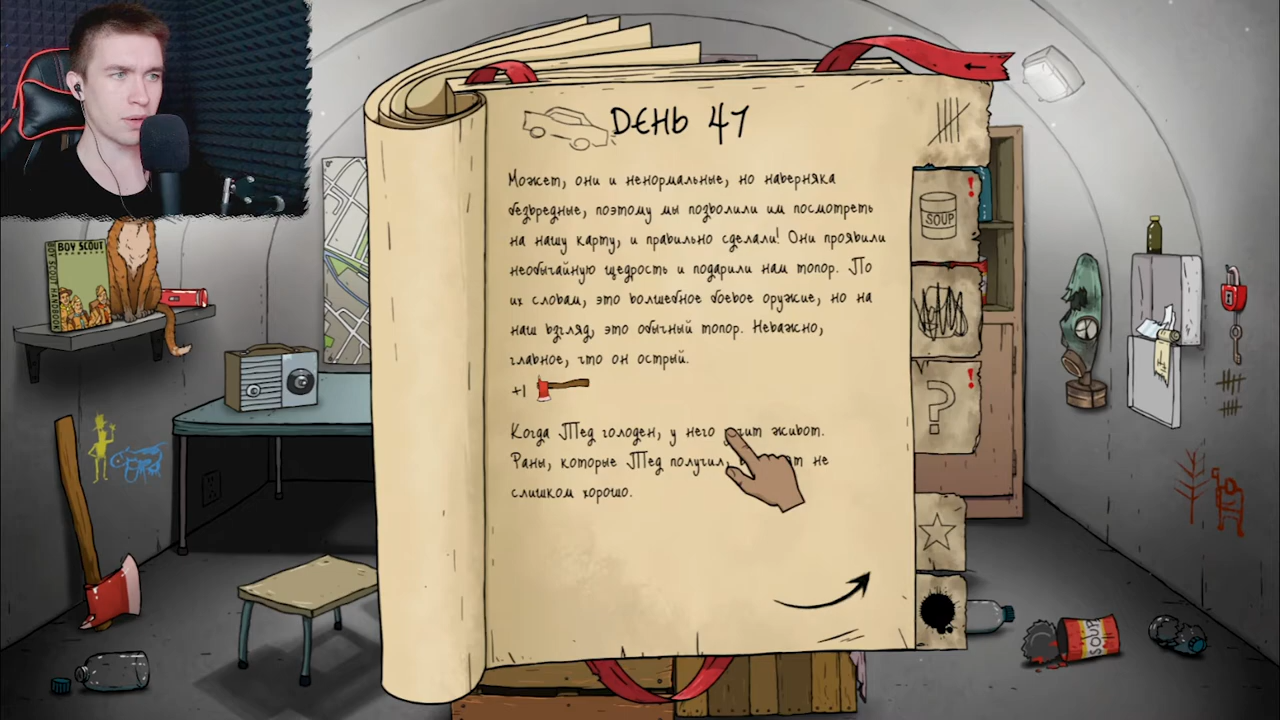 ДЕНЬ 47
Может, они и ненормальные, но наверняка
безвредные, поэтому мы позволили им посмотреть
на нашу карту, и правильно сделали! Они проявили
необычайную щедрость и подарили нам топор. По
их словам, это волшебное боевое оружие, но на
наш взгляд, это обычный топор. Неважно,
главное, что он острый.
+1
Когда Тед голоден, у него живот.
Раны, которые Тед получил, не
слишком хорошо.
SOUP
!
!
?
BOY SCOUT
BOY SCOUT HANDBOOK
SOUP